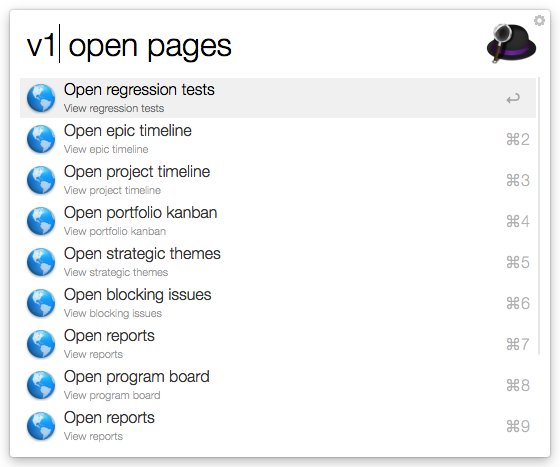 v1 open pages
Open regression tests
View regression tests
↩
Open epic timeline
View epic timeline
⌘2
Open project timeline
View project timeline
⌘3
Open portfolio kanban
View portfolio kanban
⌘4
Open strategic themes
View strategic themes
⌘5
Open blocking issues
View blocking issues
⌘6
Open reports
View reports
⌘7
Open program board
View program board
⌘8
Open reports
View reports
⌘9